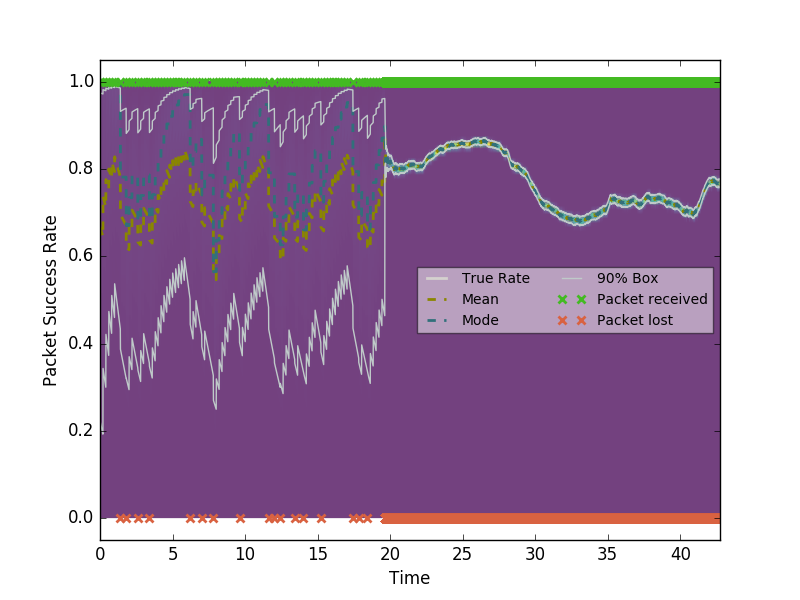 1.0
0.8
0.6
0.4
0.2
0.0
Packet Success Rate
True Rate
Mean
Mode
90% Box
Packet received
Packet lost
0 5 10 15 20 25 30 35 40
Time